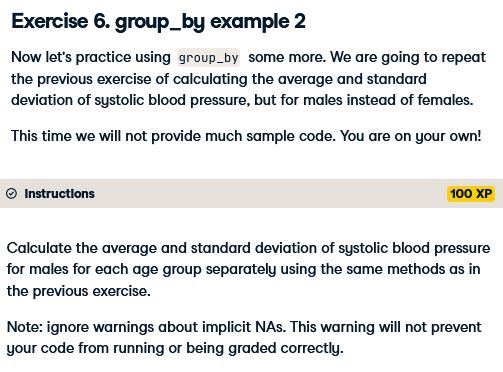 Exercise 6. group_by example 2
Now let's practice using group_by some more. We are going to repeat
the previous exercise of calculating the average and standard
deviation of systolic blood pressure, but for males instead of females.
This time we will not provide much sample code. You are on your own!
Instructions 100 XP
Calculate the average and standard deviation of systolic blood pressure
for males for each age group separately using the same methods as in
the previous exercise.
Note: ignore warnings about implicit NAs. This warning will not prevent
your code from running or being graded correctly.